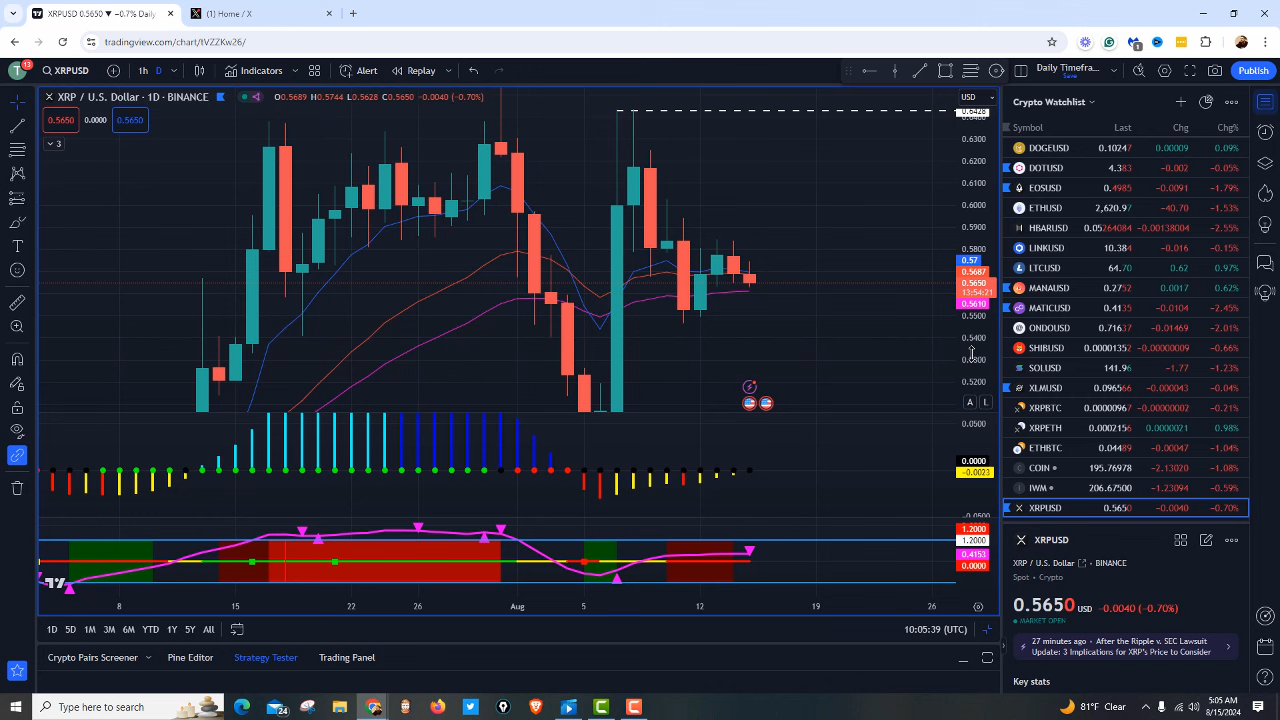 XRPUSD 0.5650 ▼ −0.7% Daily
(1) Home / X
tradingview.com/chart/1VZZKw26/
T 13 XRPUSD 1h D Indicators Alert Replay Daily Timefra... Save Publish
XRP / U.S. Dollar · 1D · BINANCE O0.5689 H0.5744 L0.5628 C0.5650 −0.0040 (−0.70%)
0.5650 0.0000 0.5650
3
USD
0.6428
0.6300
0.6200
0.6100
0.6000
0.5900
0.5800
0.57
0.5687
0.5650
13:54:21
0.5610
0.5500
0.5400
0.5300
0.5200
A L
0.0500
0.0000
−0.0023
1.2000
1.2000
0.4153
0.0000
8 15 22 26 Aug 5 12 19 26
1D 5D 1M 3M 6M YTD 1Y 5Y All
10:05:39 (UTC)
Crypto Pairs Screener Pine Editor Strategy Tester Trading Panel
Crypto Watchlist
Symbol Last Chg Chg%
DOGEUSD 0.10247 0.00009 0.09%
DOTUSD 4.383 −0.002 −0.05%
EOSUSD 0.4985 −0.0091 −1.79%
ETHUSD 2,620.97 −40.70 −1.53%
HBARUSD 0.05264084 −0.00138004 −2.55%
LINKUSD 10.384 −0.016 −0.15%
LTCUSD 64.70 0.62 0.97%
MANAUSD 0.2752 0.0017 0.62%
MATICUSD 0.4135 −0.0104 −2.45%
ONDOUSD 0.71637 −0.01469 −2.01%
SHIBUSD 0.00001352 −0.00000009 −0.66%
SOLUSD 141.96 −1.77 −1.23%
XLMUSD 0.096566 −0.000043 −0.04%
XRPBTC 0.00000967 −0.00000002 −0.21%
XRPETH 0.0002156 0.0000021 0.98%
ETHBTC 0.04489 −0.00047 −1.04%
COIN 195.76978 −2.13020 −1.08%
IWM 206.67500 −1.23094 −0.59%
XRPUSD 0.5650 −0.0040 −0.70%
XRPUSD
XRP / U.S. Dollar · BINANCE
Spot · Crypto
0.5650 USD −0.0040 (−0.70%)
MARKET OPEN
27 minutes ago · After the Ripple v. SEC Lawsuit
Update: 3 Implications for XRP's Price to Consider
Key stats
Type here to search
24
81°F Clear
5:05 AM
8/15/2024